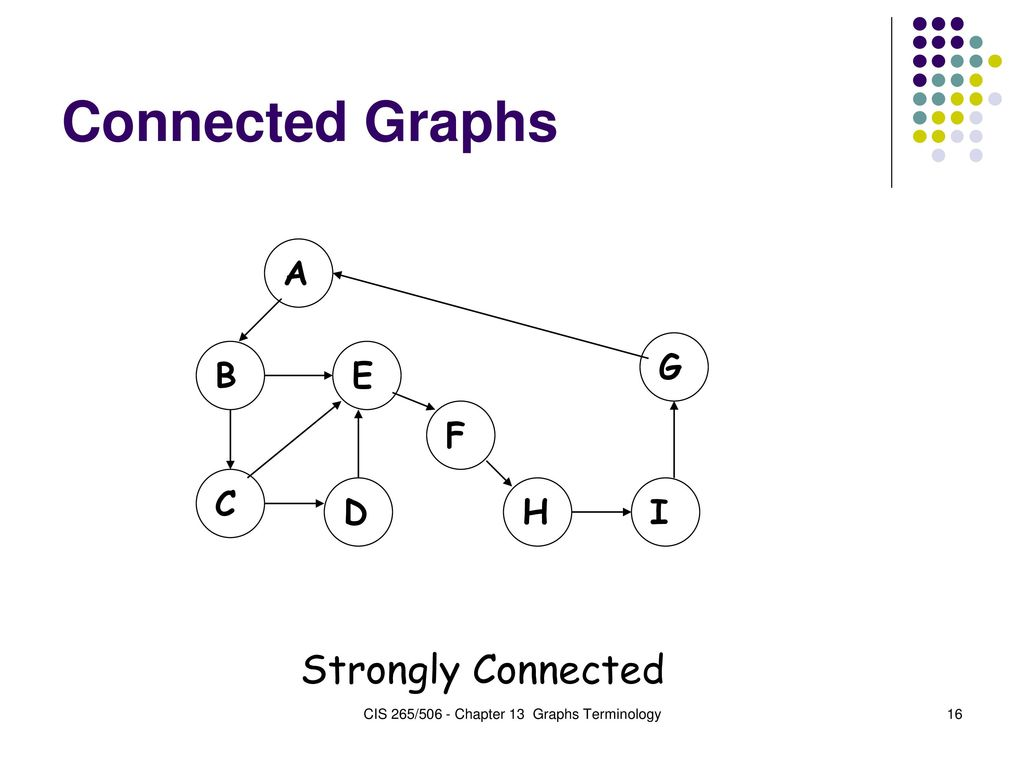 Connected Graphs
A
B
E
G
F
C
D
H
I
Strongly Connected
CIS 265/506 - Chapter 13 Graphs Terminology
16